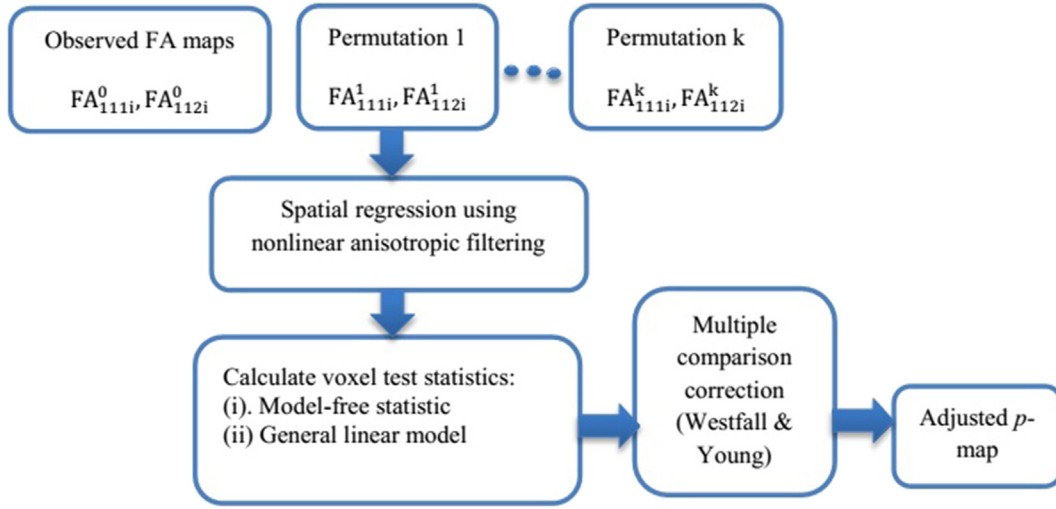 Observed FA maps
FA⁰₁₁₁ᵢ, FA⁰₁₁₂ᵢ
Permutation 1
FA¹₁₁₁ᵢ, FA¹₁₁₂ᵢ
Permutation k
FAᵏ₁₁₁ᵢ, FAᵏ₁₁₂ᵢ
Spatial regression using
nonlinear anisotropic filtering
Calculate voxel test statistics:
(i). Model-free statistic
(ii) General linear model
Multiple
comparison
correction
(Westfall &
Young)
Adjusted p-
map